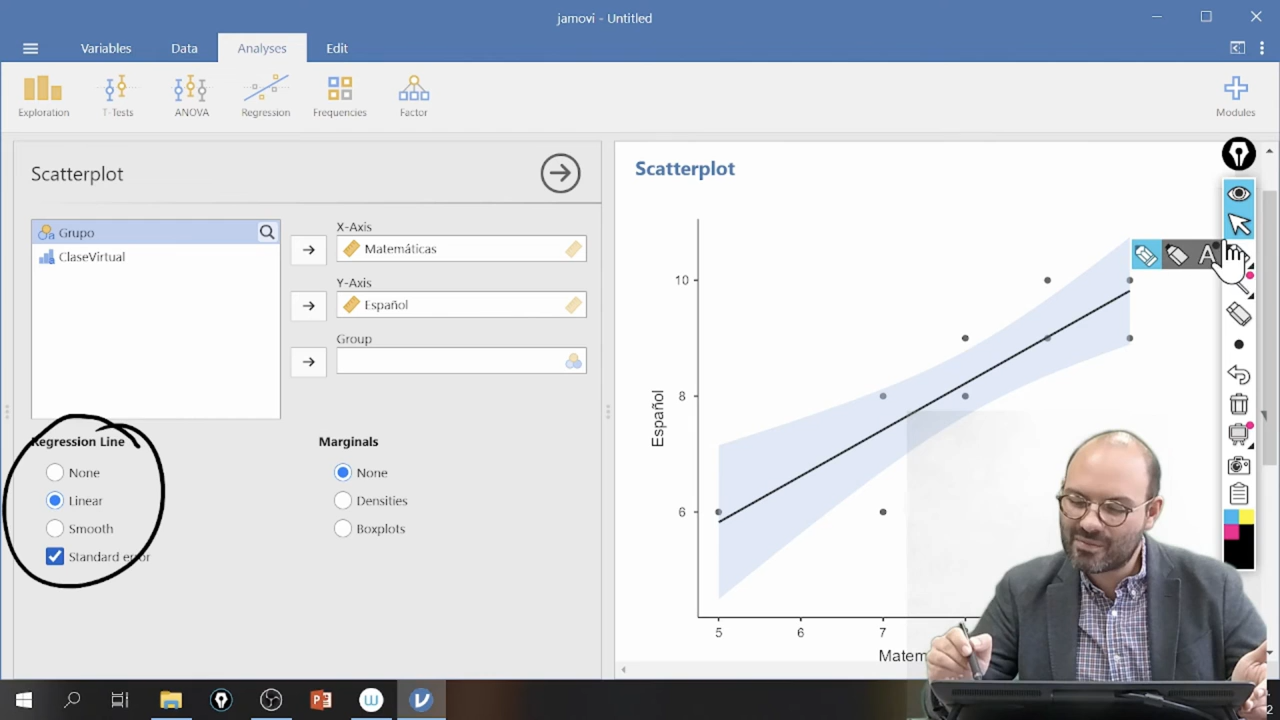 jamovi - Untitled
Variables
Data
Analyses
Edit
Exploration
T-Tests
ANOVA
Regression
Frequencies
Factor
Modules
Scatterplot
Grupo
ClaseVirtual
X-Axis
Matemáticas
Y-Axis
Español
Group
Regression Line
None
Linear
Smooth
Standard error
Marginals
None
Densities
Boxplots
Scatterplot
A
10
8
6
Español
5
6
7
Matem